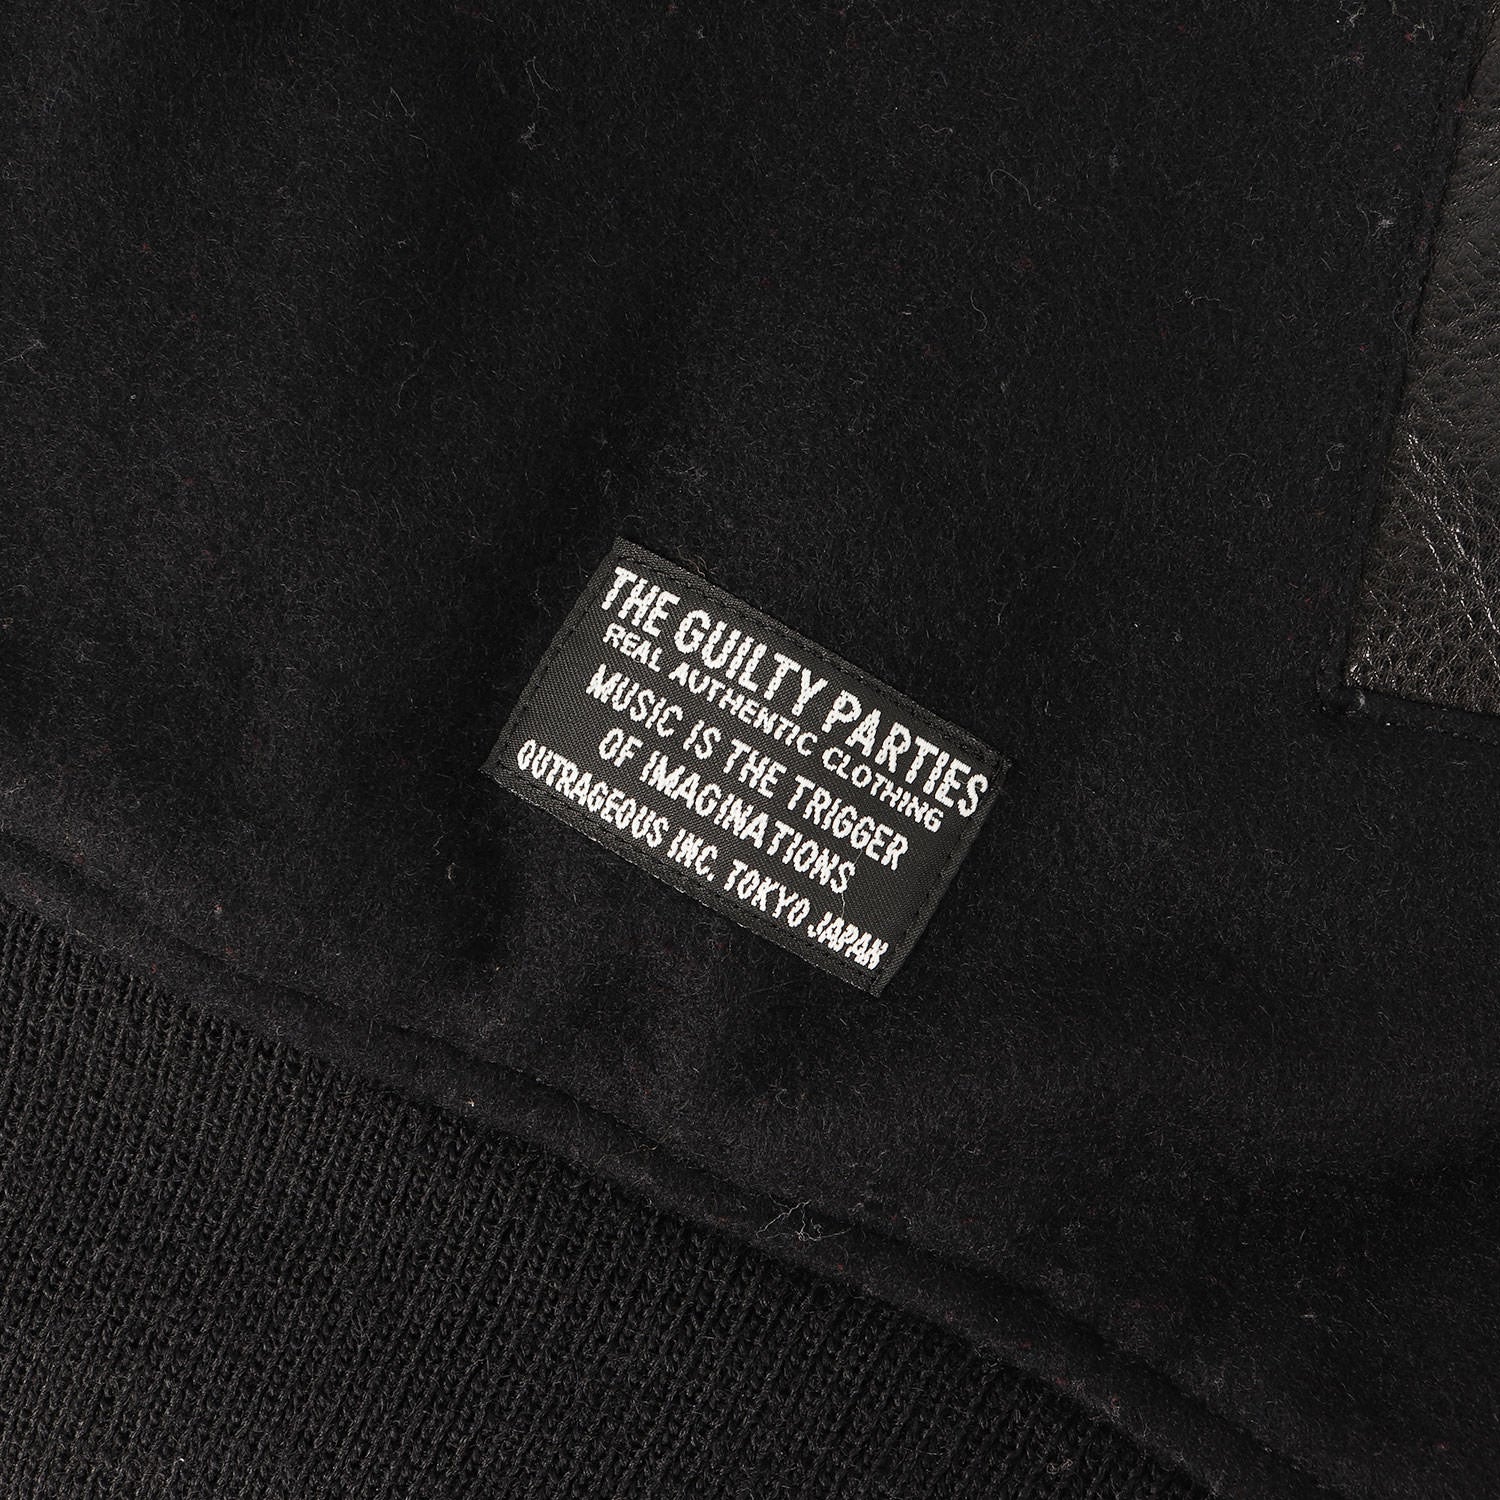 THE GUILTY PARTIES
REAL AUTHENTIC CLOTHING
MUSIC IS THE TRIGGER
OF IMAGINATIONS
OUTRAGEOUS INC. TOKYO JAPAN